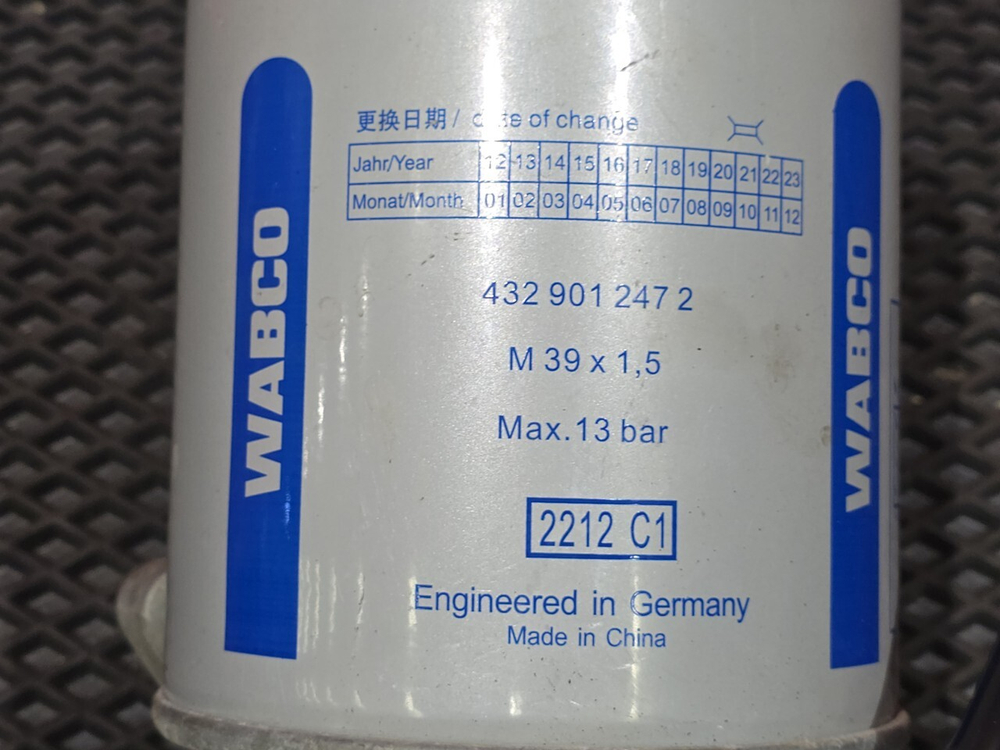 更换日期 / date of change
Jahr/Year 12 13 14 15 16 17 18 19 20 21 22 23
Monat/Month 01 02 03 04 05 06 07 08 09 10 11 12
WABCO
WABCO
432 901 247 2
M 39 x 1,5
Max.13 bar
2212 C1
Engineered in Germany
Made in China